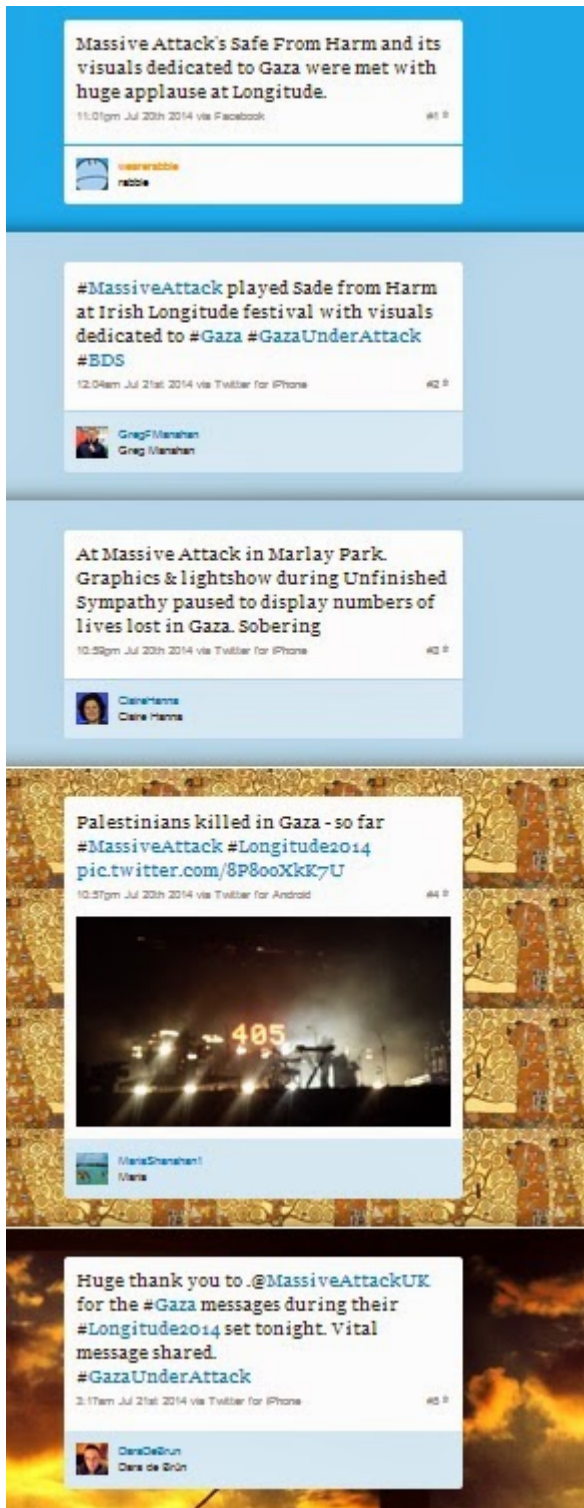 Massive Attack's Safe From Harm and its
visuals dedicated to Gaza were met with
huge applause at Longitude.
11:01pm Jul 20th 2014 via Facebook #1
wearerabble
rabble
#MassiveAttack played Sade from Harm
at Irish Longitude festival with visuals
dedicated to #Gaza #GazaUnderAttack
#BDS
12:04am Jul 21st 2014 via Twitter for iPhone #2
GregFManahan
Greg Manahan
At Massive Attack in Marlay Park.
Graphics & lightshow during Unfinished
Sympathy paused to display numbers of
lives lost in Gaza. Sobering
10:59pm Jul 20th 2014 via Twitter for iPhone #3
ClaireHanna
Claire Hanna
Palestinians killed in Gaza - so far
#MassiveAttack #Longitude2014
pic.twitter.com/8P8ooXkK7U
10:57pm Jul 20th 2014 via Twitter for Android #4
405
MariaShanahan1
Maria
Huge thank you to .@MassiveAttackUK
for the #Gaza messages during their
#Longitude2014 set tonight. Vital
message shared.
#GazaUnderAttack
3:17am Jul 21st 2014 via Twitter for iPhone #5
DaraDeBrun
Dara de Brún